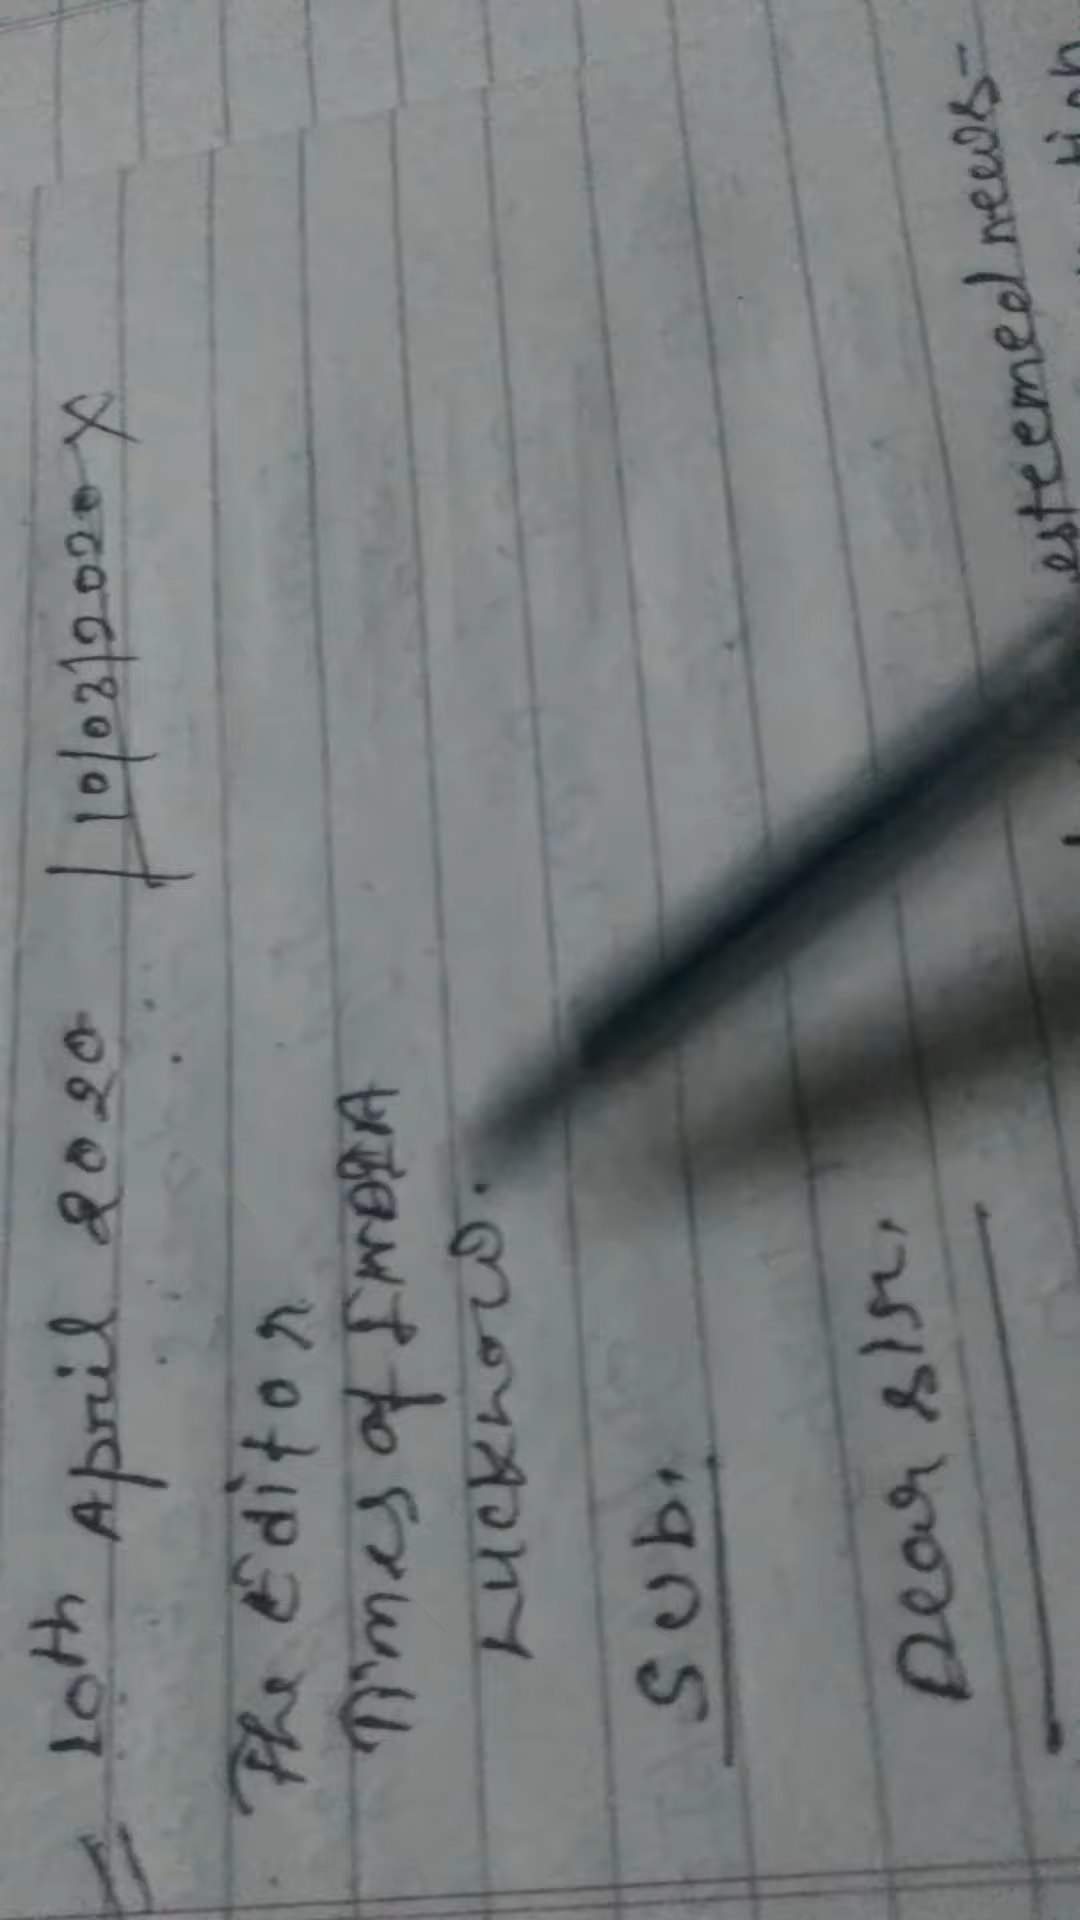 10th April 2020 10/03/2020 X
The Editor
Times of INDIA
Lucknow.
Sub.
Dear sir,
esteemed news-